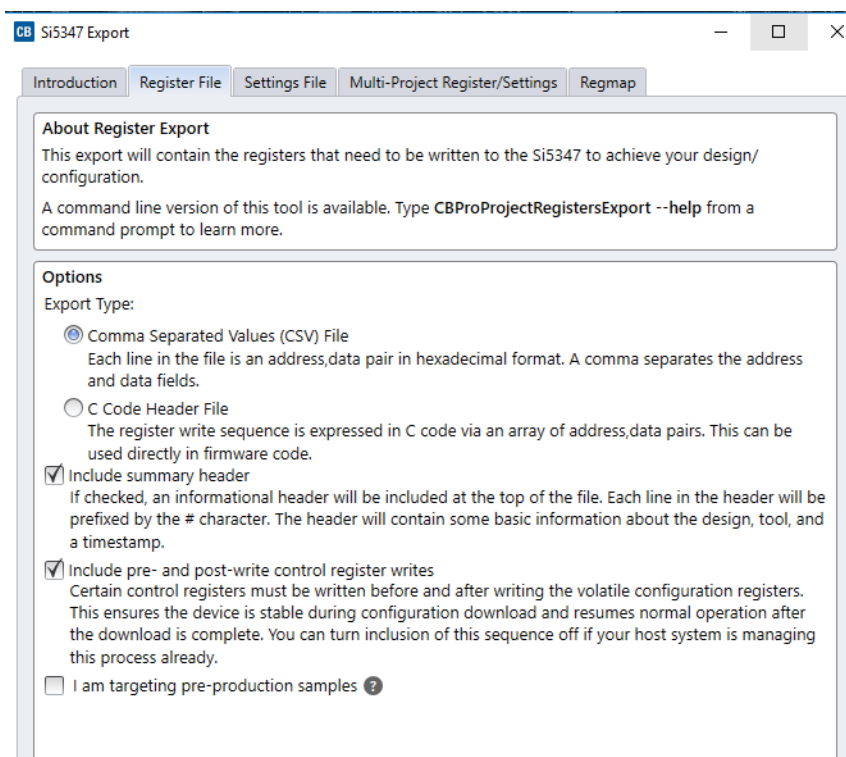 CB Si5347 Export
Introduction Register File Settings File Multi-Project Register/Settings Regmap
About Register Export
This export will contain the registers that need to be written to the Si5347 to achieve your design/
configuration.
A command line version of this tool is available. Type CBProProjectRegistersExport --help from a
command prompt to learn more.
Options
Export Type:
Comma Separated Values (CSV) File
Each line in the file is an address,data pair in hexadecimal format. A comma separates the address
and data fields.
C Code Header File
The register write sequence is expressed in C code via an array of address,data pairs. This can be
used directly in firmware code.
Include summary header
If checked, an informational header will be included at the top of the file. Each line in the header will be
prefixed by the # character. The header will contain some basic information about the design, tool, and
a timestamp.
Include pre- and post-write control register writes
Certain control registers must be written before and after writing the volatile configuration registers.
This ensures the device is stable during configuration download and resumes normal operation after
the download is complete. You can turn inclusion of this sequence off if your host system is managing
this process already.
I am targeting pre-production samples ?